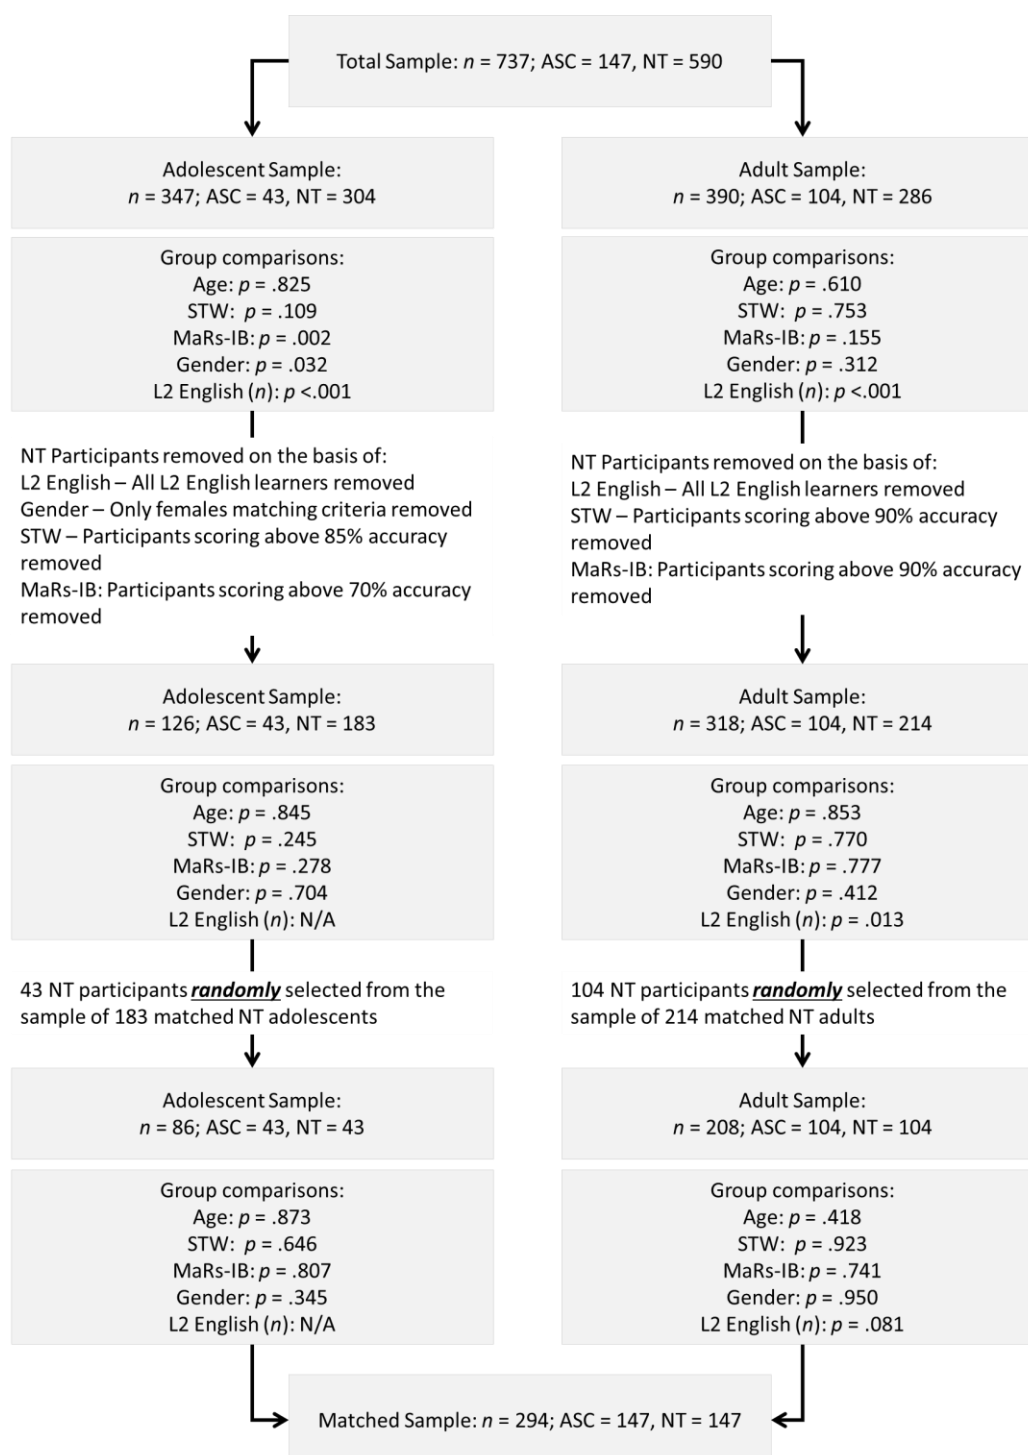 Total Sample: n = 737; ASC = 147, NT = 590
Adolescent Sample:
n = 347; ASC = 43, NT = 304
Group comparisons:
Age: p = .825
STW: p = .109
MaRs-IB: p = .002
Gender: p = .032
L2 English (n): p <.001
NT Participants removed on the basis of:
L2 English – All L2 English learners removed
Gender – Only females matching criteria removed
STW – Participants scoring above 85% accuracy
removed
MaRs-IB: Participants scoring above 70% accuracy
removed
Adolescent Sample:
n = 126; ASC = 43, NT = 183
Group comparisons:
Age: p = .845
STW: p = .245
MaRs-IB: p = .278
Gender: p = .704
L2 English (n): N/A
43 NT participants randomly selected from the
sample of 183 matched NT adolescents
Adolescent Sample:
n = 86; ASC = 43, NT = 43
Group comparisons:
Age: p = .873
STW: p = .646
MaRs-IB: p = .807
Gender: p = .345
L2 English (n): N/A
Adult Sample:
n = 390; ASC = 104, NT = 286
Group comparisons:
Age: p = .610
STW: p = .753
MaRs-IB: p = .155
Gender: p = .312
L2 English (n): p <.001
NT Participants removed on the basis of:
L2 English – All L2 English learners removed
STW – Participants scoring above 90% accuracy
removed
MaRs-IB: Participants scoring above 90% accuracy
removed
Adult Sample:
n = 318; ASC = 104, NT = 214
Group comparisons:
Age: p = .853
STW: p = .770
MaRs-IB: p = .777
Gender: p = .412
L2 English (n): p = .013
104 NT participants randomly selected from the
sample of 214 matched NT adults
Adult Sample:
n = 208; ASC = 104, NT = 104
Group comparisons:
Age: p = .418
STW: p = .923
MaRs-IB: p = .741
Gender: p = .950
L2 English (n): p = .081
Matched Sample: n = 294; ASC = 147, NT = 147